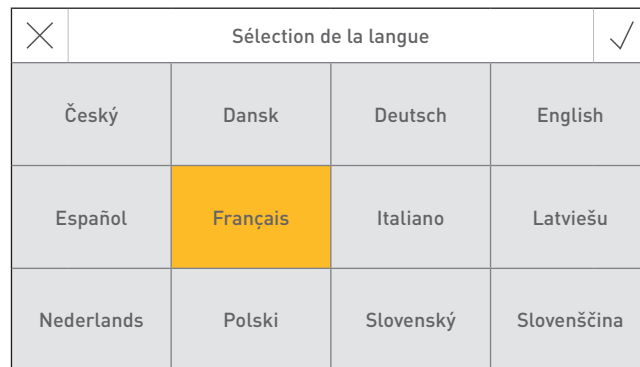 Sélection de la langue
Český Dansk Deutsch English
Español Français Italiano Latviešu
Nederlands Polski Slovenský Slovenščina